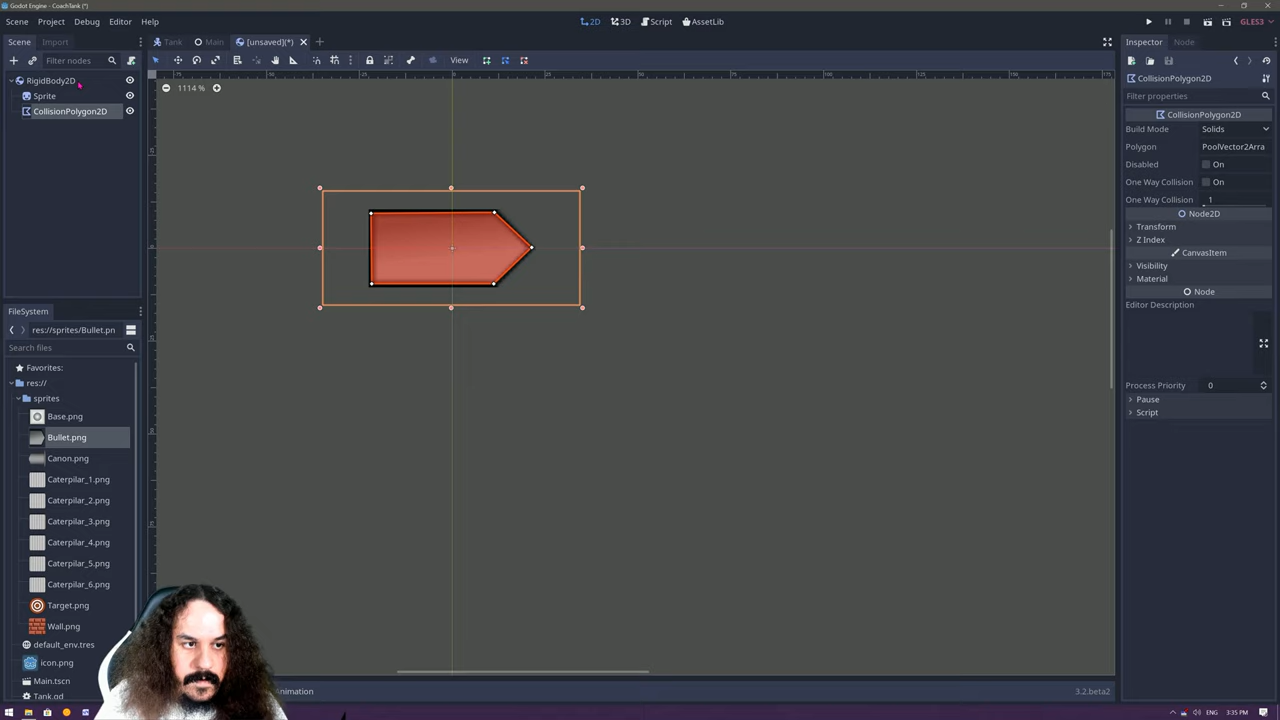 Godot Engine - CoachTank
Scene Project Debug Editor Help
2D 3D Script AssetLib
GLES3
Scene Import
Tank Main [unsaved](*)
Inspector Node
Filter nodes
View
CollisionPolygon2D
RigidBody2D
Sprite
CollisionPolygon2D
1114 %
Filter properties
CollisionPolygon2D
Build Mode Solids
Polygon PoolVector2Arra
Disabled On
One Way Collision On
One Way Collision 1
Node2D
Transform
Z Index
CanvasItem
Visibility
Material
Node
Editor Description
Process Priority 0
Pause
Script
FileSystem
res://sprites/Bullet.pn
Search files
Favorites:
res://
sprites
Base.png
Bullet.png
Canon.png
Caterpilar_1.png
Caterpilar_2.png
Caterpilar_3.png
Caterpilar_4.png
Caterpilar_5.png
Caterpilar_6.png
Target.png
Wall.png
default_env.tres
icon.png
Main.tscn
Tank.gd
Animation
3.2.beta2
ENG 3:35 PM